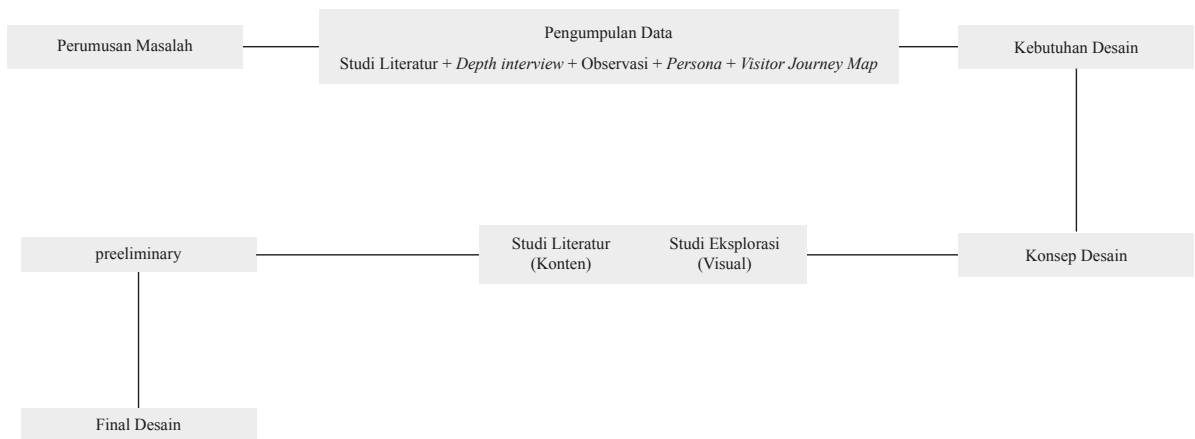 Perumusan Masalah
Pengumpulan Data
Studi Literatur + Depth interview + Observasi + Persona + Visitor Journey Map
Kebutuhan Desain
Konsep Desain
Studi Literatur
(Konten)
Studi Eksplorasi
(Visual)
preeliminary
Final Desain